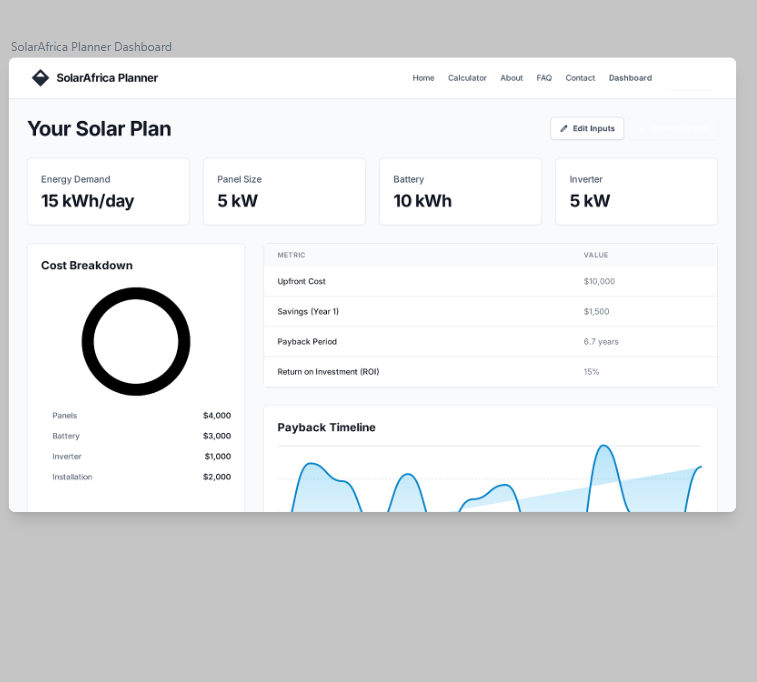 SolarAfrica Planner Dashboard
SolarAfrica Planner
Home Calculator About FAQ Contact Dashboard
Your Solar Plan
Edit Inputs
Energy Demand
15 kWh/day
Panel Size
5 kW
Battery
10 kWh
Inverter
5 kW
Cost Breakdown
Panels $4,000
Battery $3,000
Inverter $1,000
Installation $2,000
METRIC VALUE
Upfront Cost $10,000
Savings (Year 1) $1,500
Payback Period 6.7 years
Return on Investment (ROI) 15%
Payback Timeline